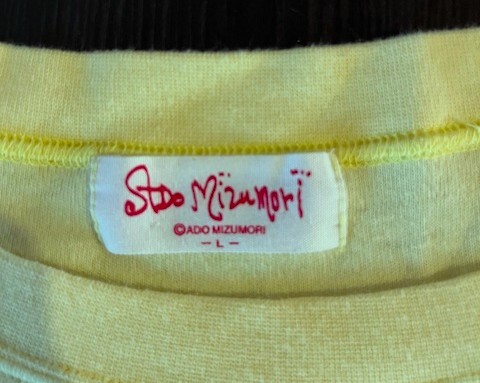 Ado Mizumori
©ADO MIZUMORI
— L —